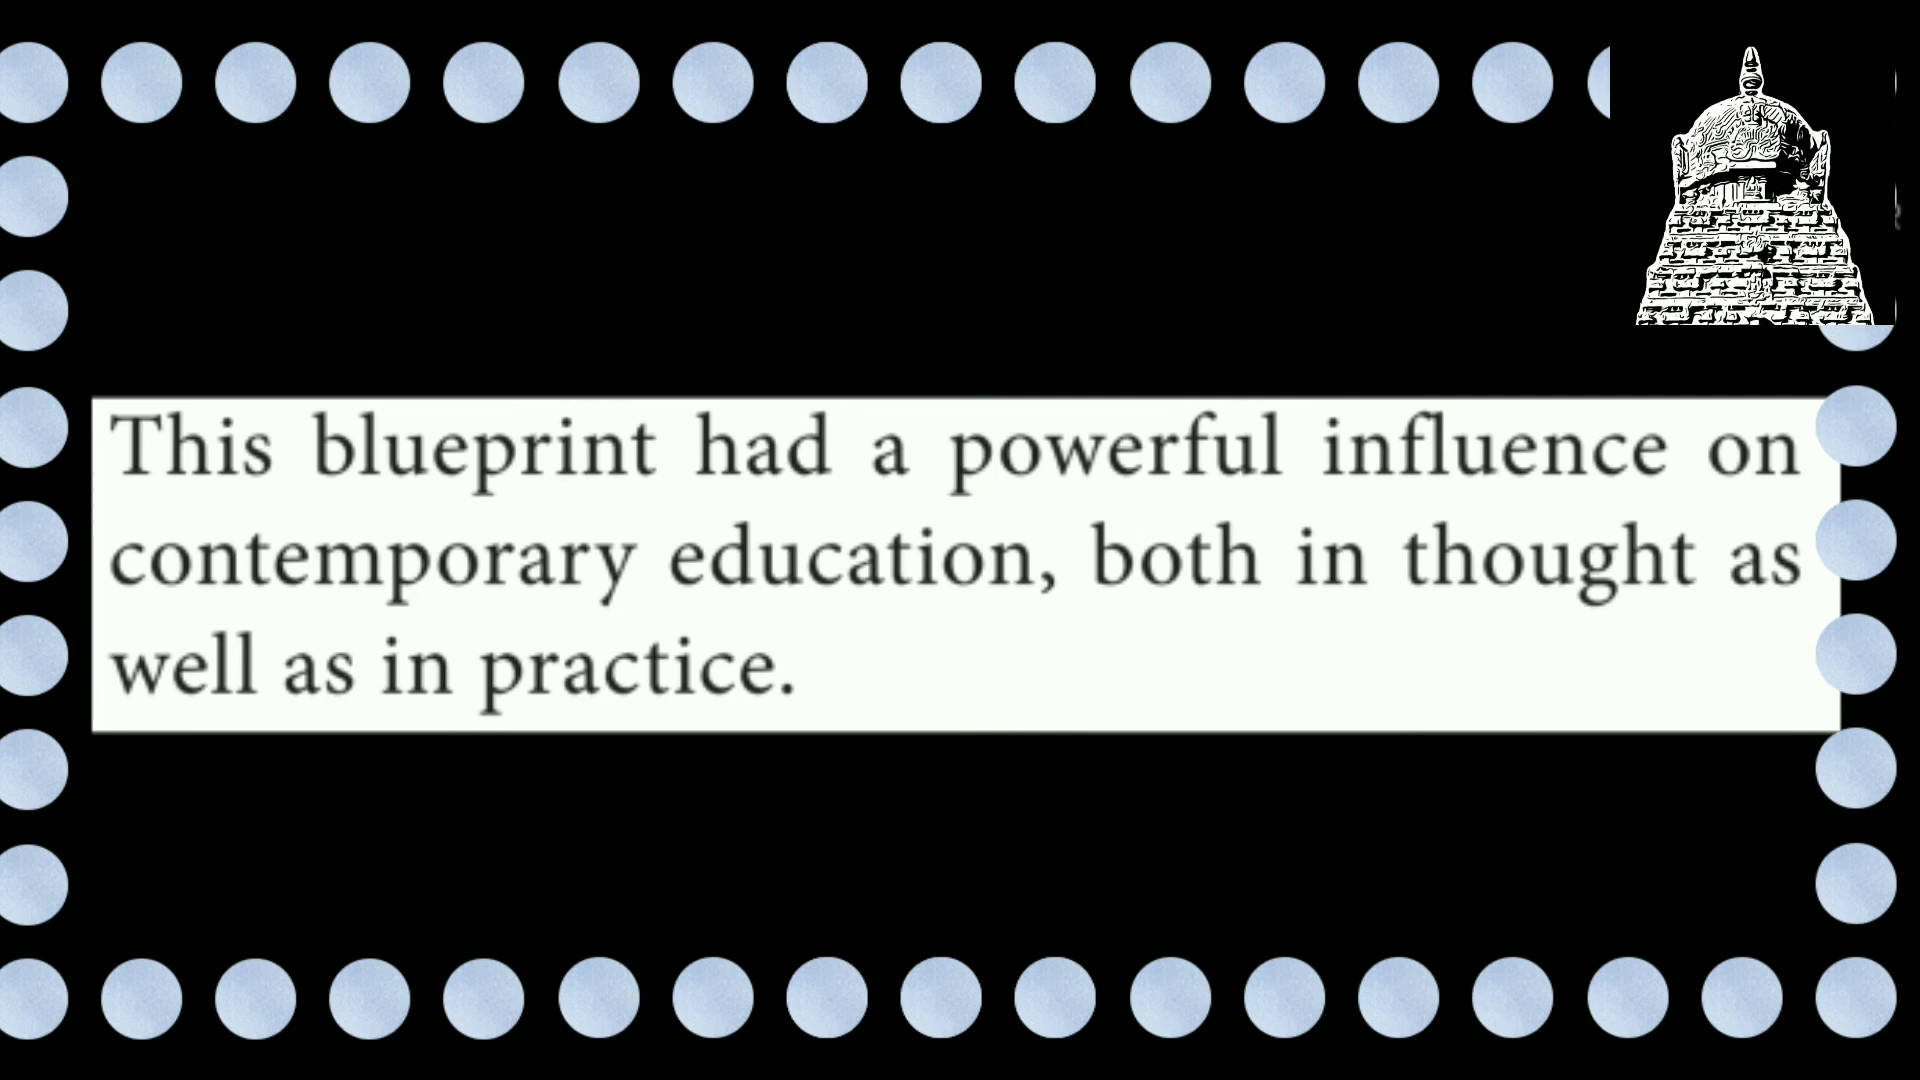 This blueprint had a powerful influence on
contemporary education, both in thought as
well as in practice.